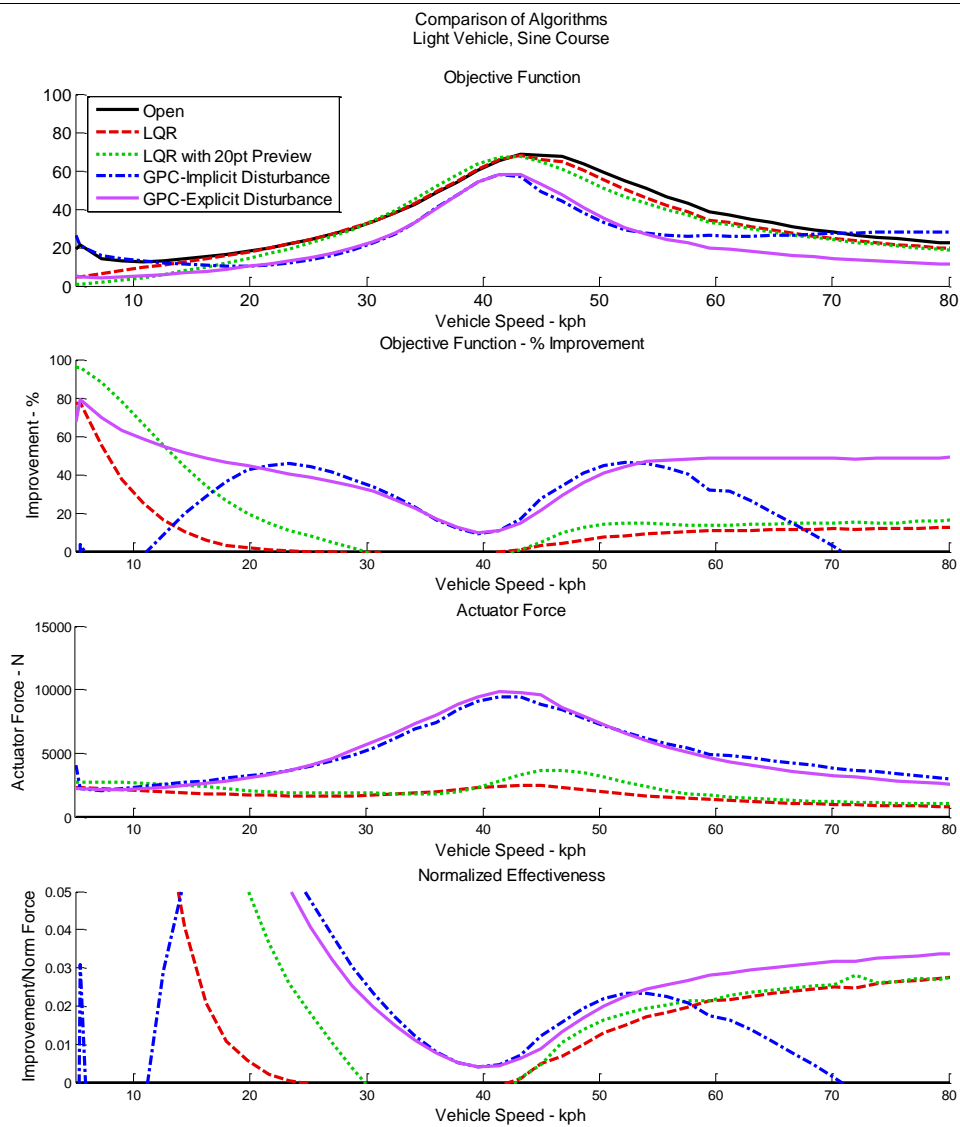 Comparison of Algorithms
Light Vehicle, Sine Course
Objective Function
100
80
60
40
20
0
Open
LQR
LQR with 20pt Preview
GPC-Implicit Disturbance
GPC-Explicit Disturbance
10 20 30 40 50 60 70 80
Vehicle Speed - kph
Objective Function - % Improvement
Improvement - %
100
80
60
40
20
0
10 20 30 40 50 60 70 80
Vehicle Speed - kph
Actuator Force
Actuator Force - N
15000
10000
5000
0
10 20 30 40 50 60 70 80
Vehicle Speed - kph
Normalized Effectiveness
Improvement/Norm Force
0.05
0.04
0.03
0.02
0.01
0
10 20 30 40 50 60 70 80
Vehicle Speed - kph